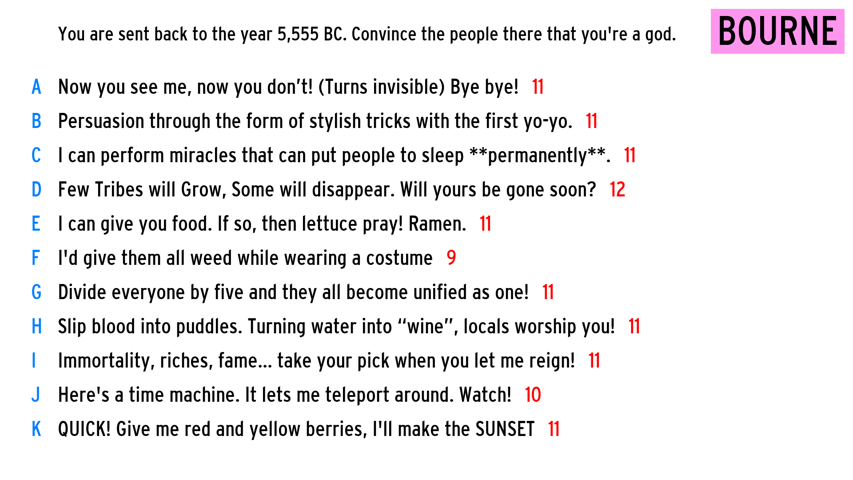 You are sent back to the year 5,555 BC. Convince the people there that you're a god.
BOURNE
A Now you see me, now you don’t! (Turns invisible) Bye bye! 11
B Persuasion through the form of stylish tricks with the first yo-yo. 11
C I can perform miracles that can put people to sleep **permanently**. 11
D Few Tribes will Grow, Some will disappear. Will yours be gone soon? 12
E I can give you food. If so, then lettuce pray! Ramen. 11
F I'd give them all weed while wearing a costume 9
G Divide everyone by five and they all become unified as one! 11
H Slip blood into puddles. Turning water into “wine”, locals worship you! 11
I Immortality, riches, fame... take your pick when you let me reign! 11
J Here's a time machine. It lets me teleport around. Watch! 10
K QUICK! Give me red and yellow berries, I'll make the SUNSET 11